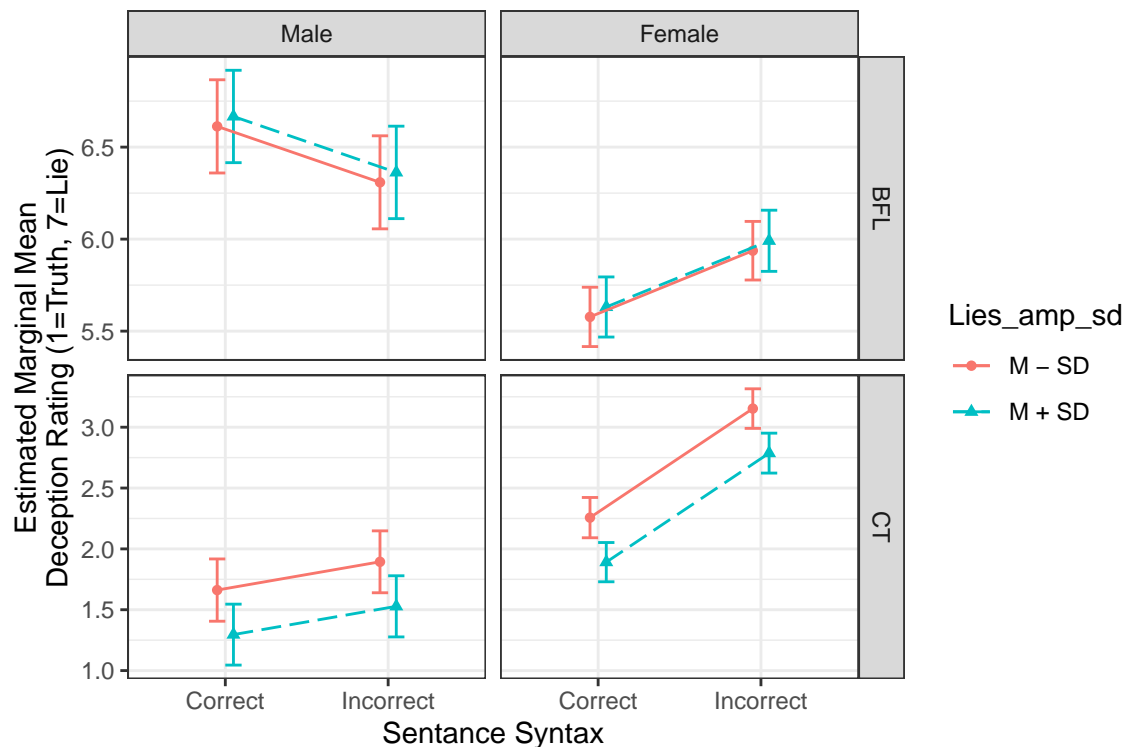 Male
Female
Estimated Marginal Mean
Deception Rating (1=Truth, 7=Lie)
6.5
6.0
5.5
BFL
3.0
2.5
2.0
1.5
1.0
CT
Correct
Incorrect
Correct
Incorrect
Sentance Syntax
Lies_amp_sd
M − SD
M + SD